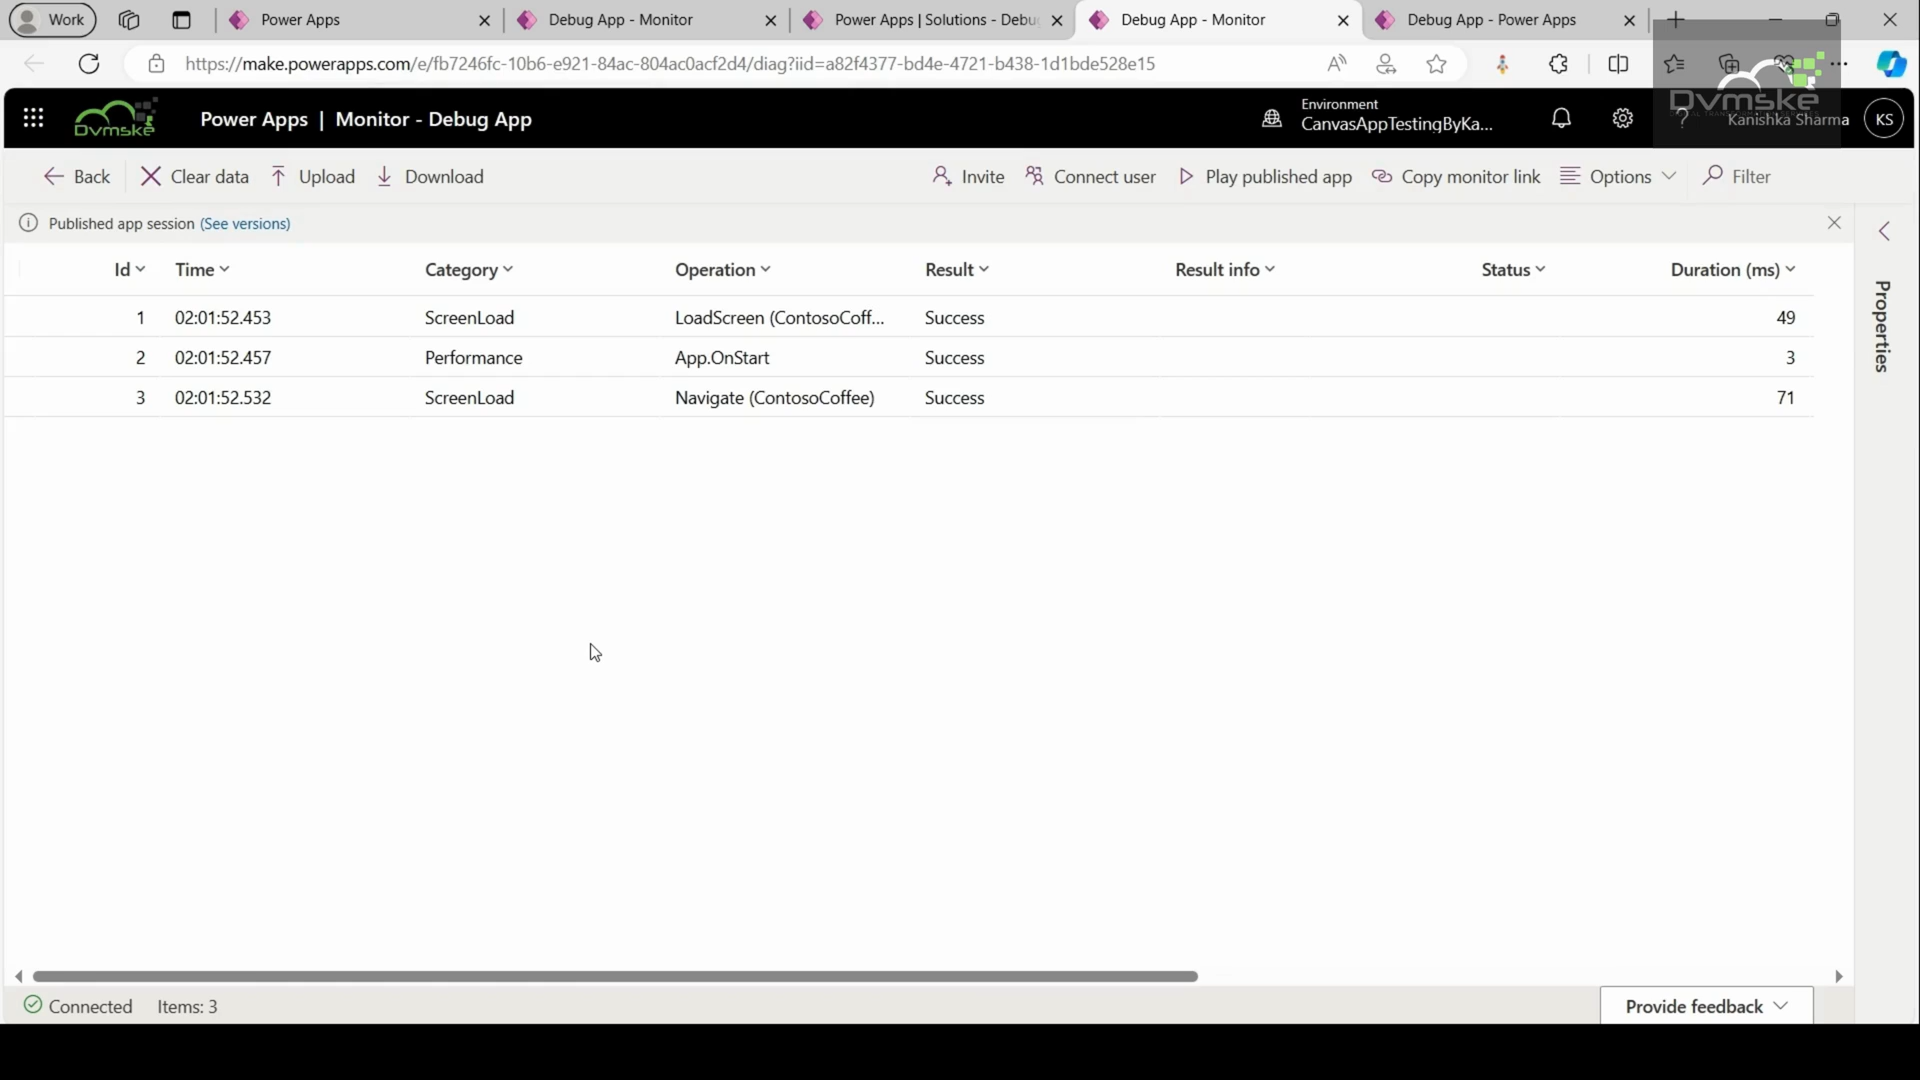 Work
Power Apps
Debug App - Monitor
Power Apps | Solutions - Debu
Debug App - Monitor
Debug App - Power Apps
https://make.powerapps.com/e/fb7246fc-10b6-e921-84ac-804ac0acf2d4/diag?iid=a82f4377-bd4e-4721-b438-1d1bde528e15
Dvmske
Dvmske
Power Apps | Monitor - Debug App
Environment
CanvasAppTestingByKa...
?
Kanishka Sharma
KS
Back
Clear data
Upload
Download
Invite
Connect user
Play published app
Copy monitor link
Options
Filter
Published app session (See versions)
Id Time Category Operation Result Result info Status Duration (ms)
1 02:01:52.453 ScreenLoad LoadScreen (ContosoCoff... Success 49
2 02:01:52.457 Performance App.OnStart Success 3
3 02:01:52.532 ScreenLoad Navigate (ContosoCoffee) Success 71
Properties
Connected Items: 3
Provide feedback